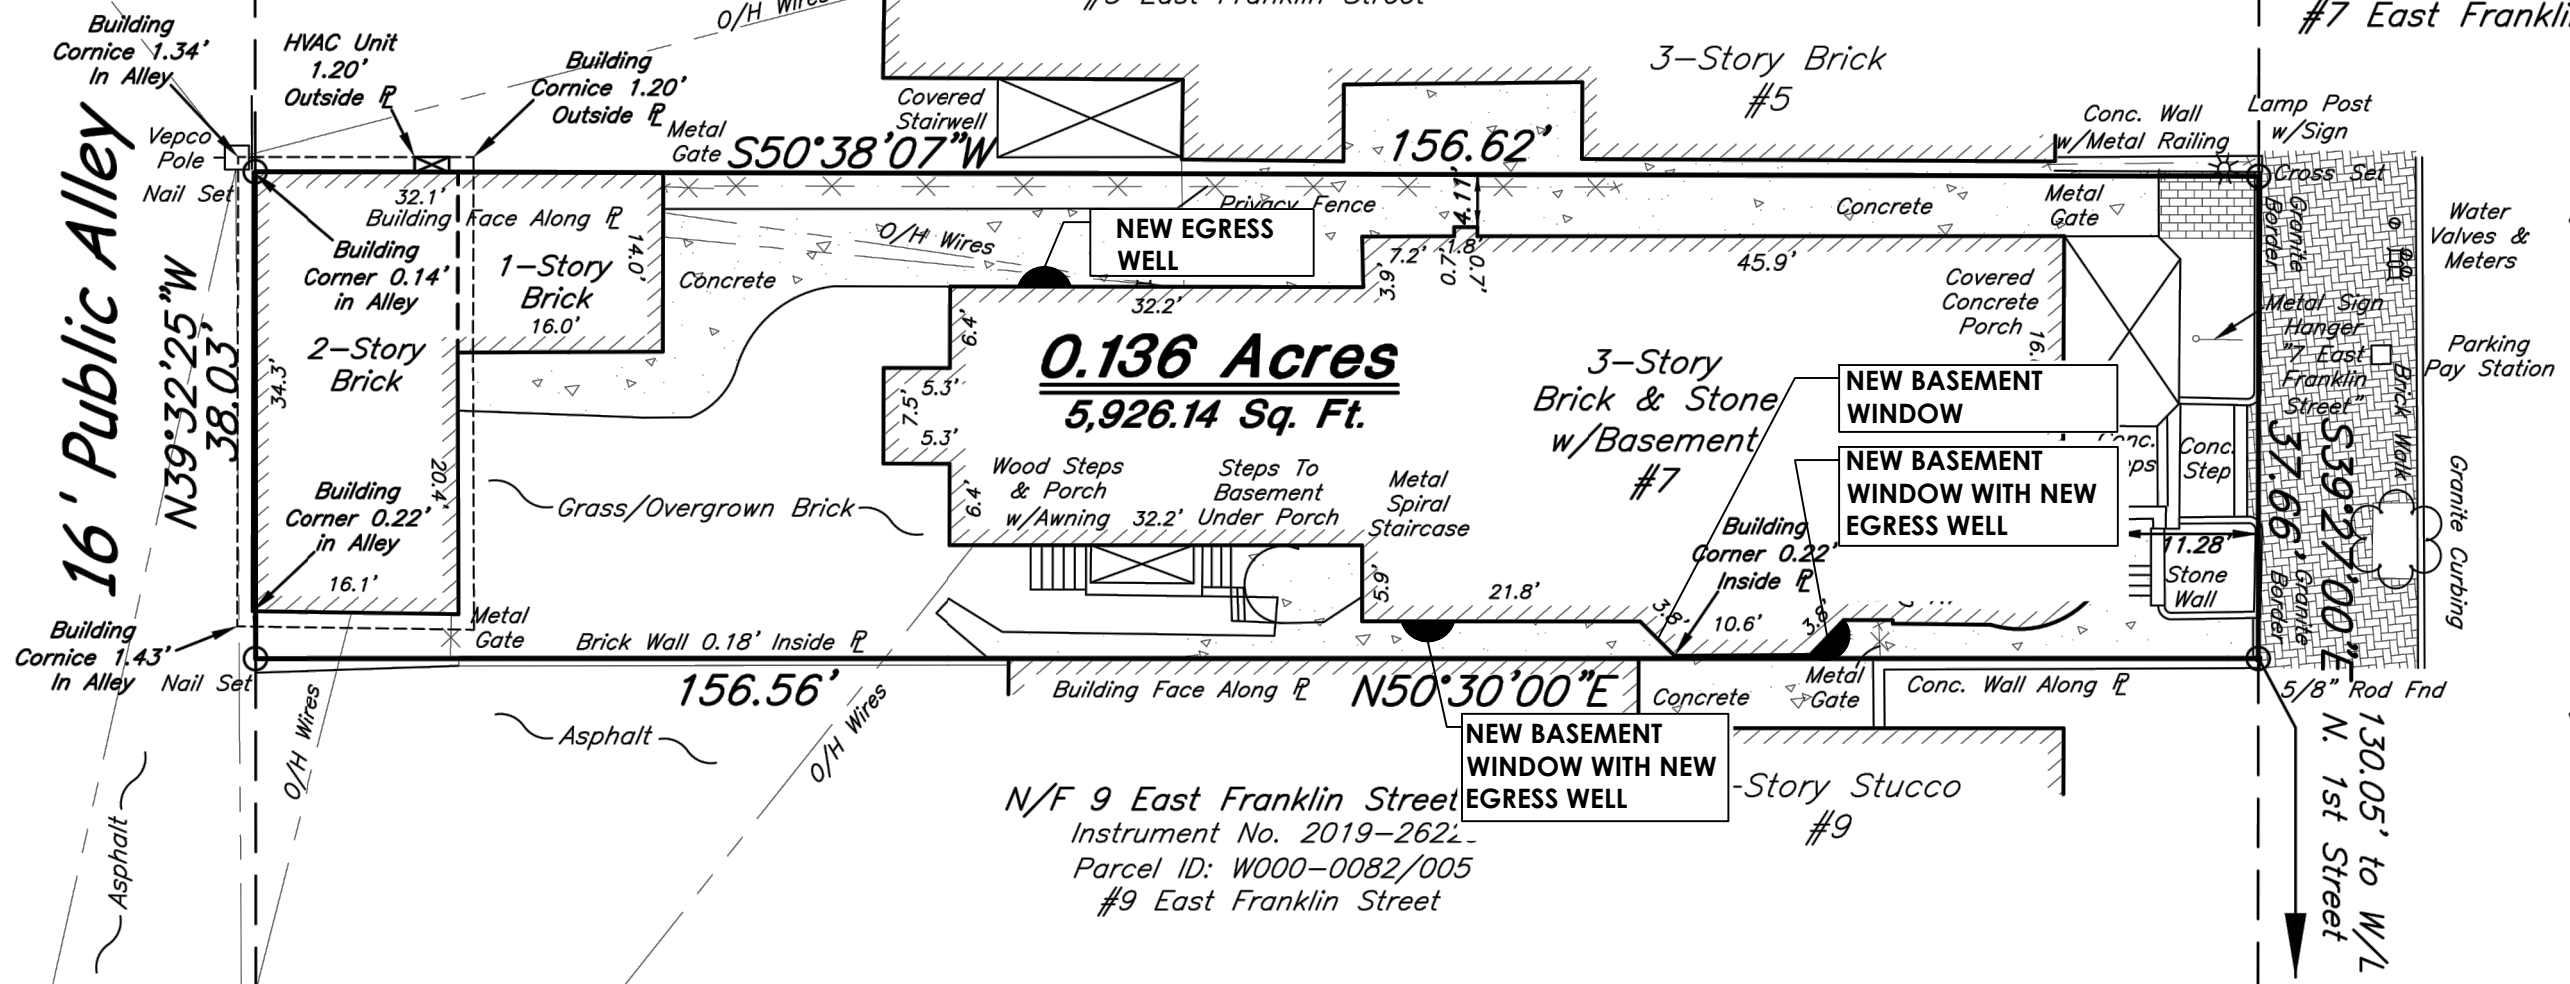 Building
Cornice 1.34'
In Alley
HVAC Unit
1.20'
Outside ℄
Building
Cornice 1.20'
Outside ℄
O/H Wires
East Franklin Street
#7 East Frankli
3-Story Brick
#5
Covered
Stairwell
Metal
Gate
S50°38'07"W
156.62'
Conc. Wall
w/Metal Railing
Lamp Post
w/Sign
Vepco
Pole
Nail Set
Cross Set
16' Public Alley
N39°32'25"W
38.03'
32.1'
Building Face Along ℄
Building
Corner 0.14'
in Alley
14.0'
1-Story
Brick
16.0'
2-Story
Brick
34.3'
20.4'
Building
Corner 0.22'
in Alley
16.1'
Concrete
O/H Wires
Privacy Fence
NEW EGRESS
WELL
4.11'
Concrete
Metal
Gate
7.2'
1.8'
3.9'
0.7'
0.7'
45.9'
32.2'
6.4'
5.3'
7.5'
5.3'
6.4'
0.136 Acres
5,926.14 Sq. Ft.
3-Story
Brick & Stone
w/Basement
#7
Covered
Concrete
Porch
16.
NEW BASEMENT
WINDOW
NEW BASEMENT
WINDOW WITH NEW
EGRESS WELL
Granite
Border
Metal Sign
Hanger
"7 East
Franklin
Street"
Water
Valves &
Meters
Parking
Pay Station
Brick Walk
Granite Curbing
S39°27'00"E
37.66'
Granite
Border
Conc.
Step
11.28'
Stone
Wall
Grass/Overgrown Brick
Wood Steps
& Porch
w/Awning
32.2'
Steps To
Basement
Under Porch
Metal
Spiral
Staircase
5.9'
21.8'
Building
Corner 0.22'
Inside ℄
3.8'
10.6'
3.8'
Building
Cornice 1.43'
In Alley
Nail Set
Metal
Gate
Brick Wall 0.18' Inside ℄
156.56'
Building Face Along ℄
N50°30'00"E
Concrete
Metal
Gate
Conc. Wall Along ℄
5/8" Rod Fnd
130.05' to W/L
N. 1st Street
Asphalt
O/H Wires
O/H Wires
Asphalt
NEW BASEMENT
WINDOW WITH NEW
EGRESS WELL
-Story Stucco
#9
N/F 9 East Franklin Street
Instrument No. 2019-2622
Parcel ID: W000-0082/005
#9 East Franklin Street